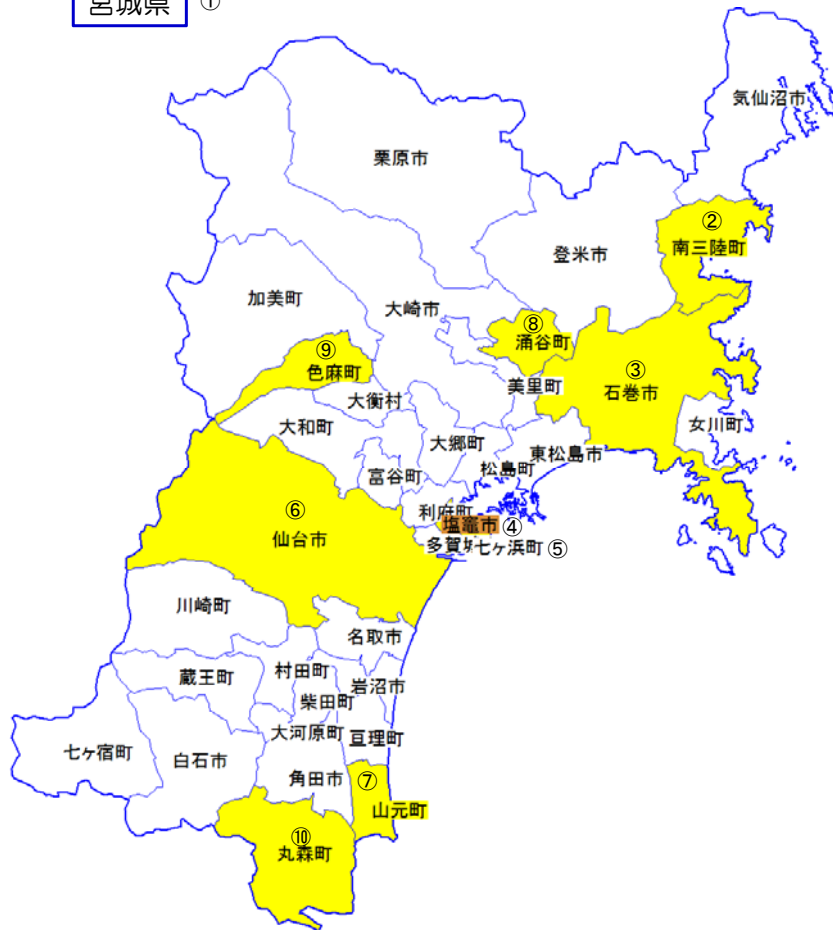 宮城県 ①
気仙沼市
栗原市
②
南三陸町
登米市
加美町
大崎市
⑧
涌谷町
⑨
色麻町
③
石巻市
美里町
大衡村
女川町
大和町
大郷町
東松島市
富谷町
松島町
⑥
仙台市
利府町
塩竈市 ④
多賀城
七ヶ浜町 ⑤
川崎町
名取市
村田町
蔵王町
岩沼市
柴田町
大河原町
亘理町
七ヶ宿町
白石市
角田市
⑦
山元町
⑩
丸森町